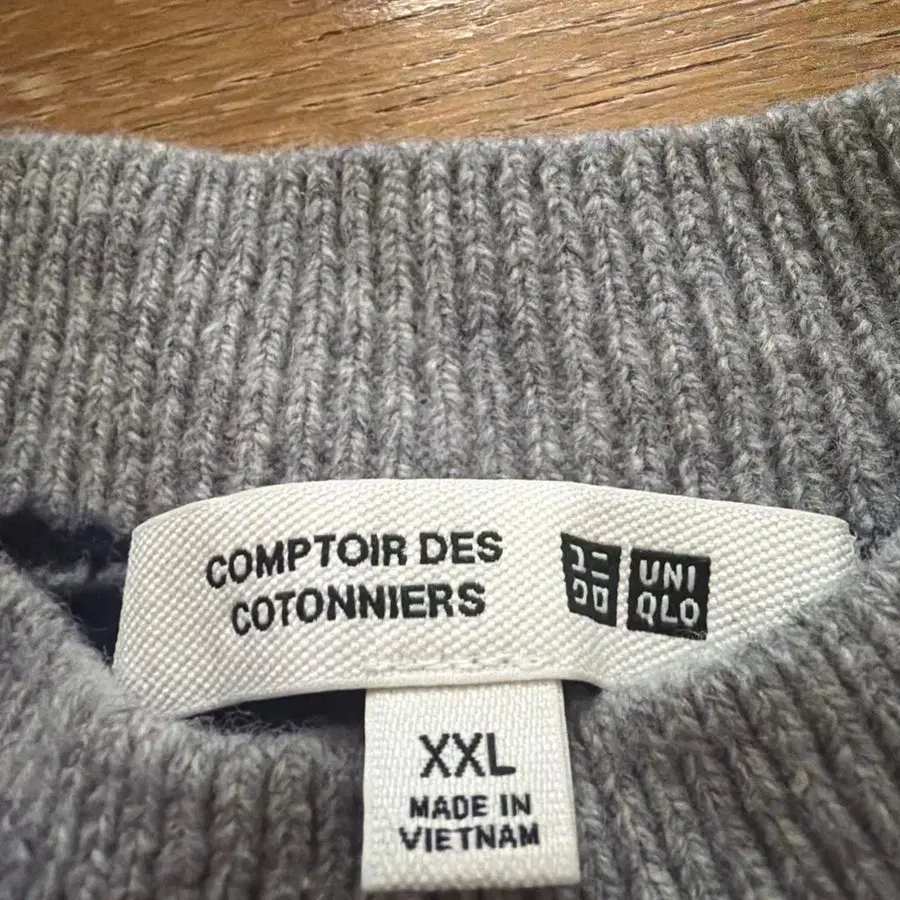 COMPTOIR DES
COTONNIERS
ユニ
クロ
UNI
QLO
XXL
MADE IN
VIETNAM